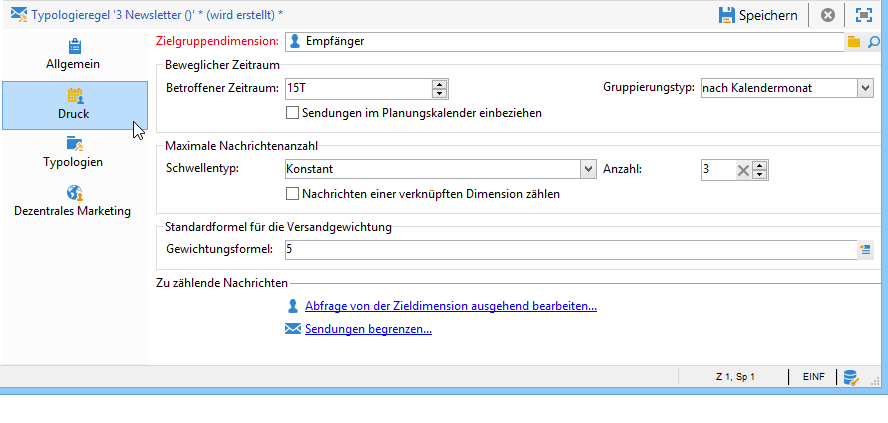 Typologieregel '3 Newsletter ()' * (wird erstellt) *
Speichern
Allgemein
Druck
Typologien
Dezentrales Marketing
Zielgruppendimension: Empfänger
Beweglicher Zeitraum
Betroffener Zeitraum: 15T Gruppierungstyp: nach Kalendermonat
Sendungen im Planungskalender einbeziehen
Maximale Nachrichtenanzahl
Schwellentyp: Konstant Anzahl: 3
Nachrichten einer verknüpften Dimension zählen
Standardformel für die Versandgewichtung
Gewichtungsformel: 5
Zu zählende Nachrichten
Abfrage von der Zieldimension ausgehend bearbeiten...
Sendungen begrenzen...
Z 1, Sp 1 EINF